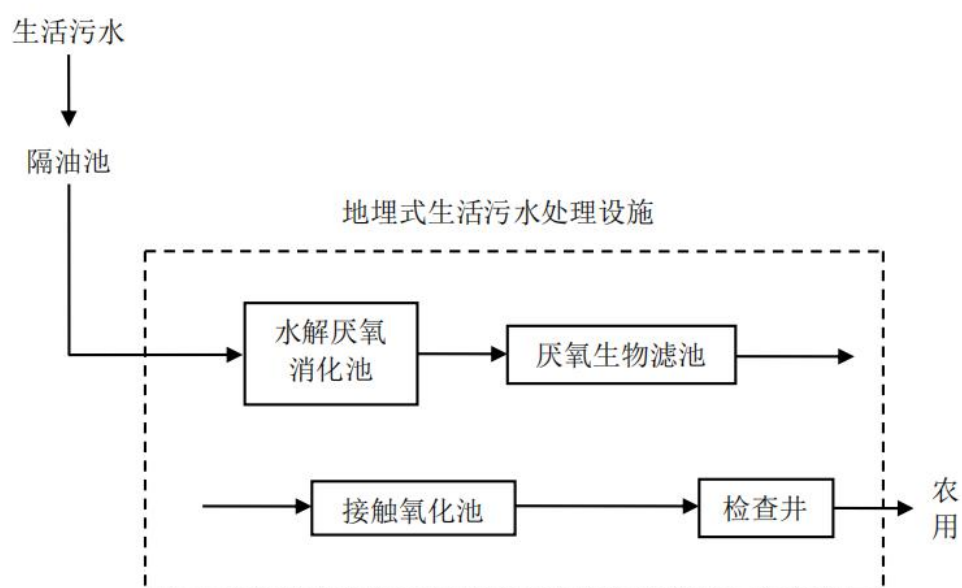 生活污水
隔油池
地埋式生活污水处理设施
水解厌氧
消化池
厌氧生物滤池
接触氧化池
检查井
农
用